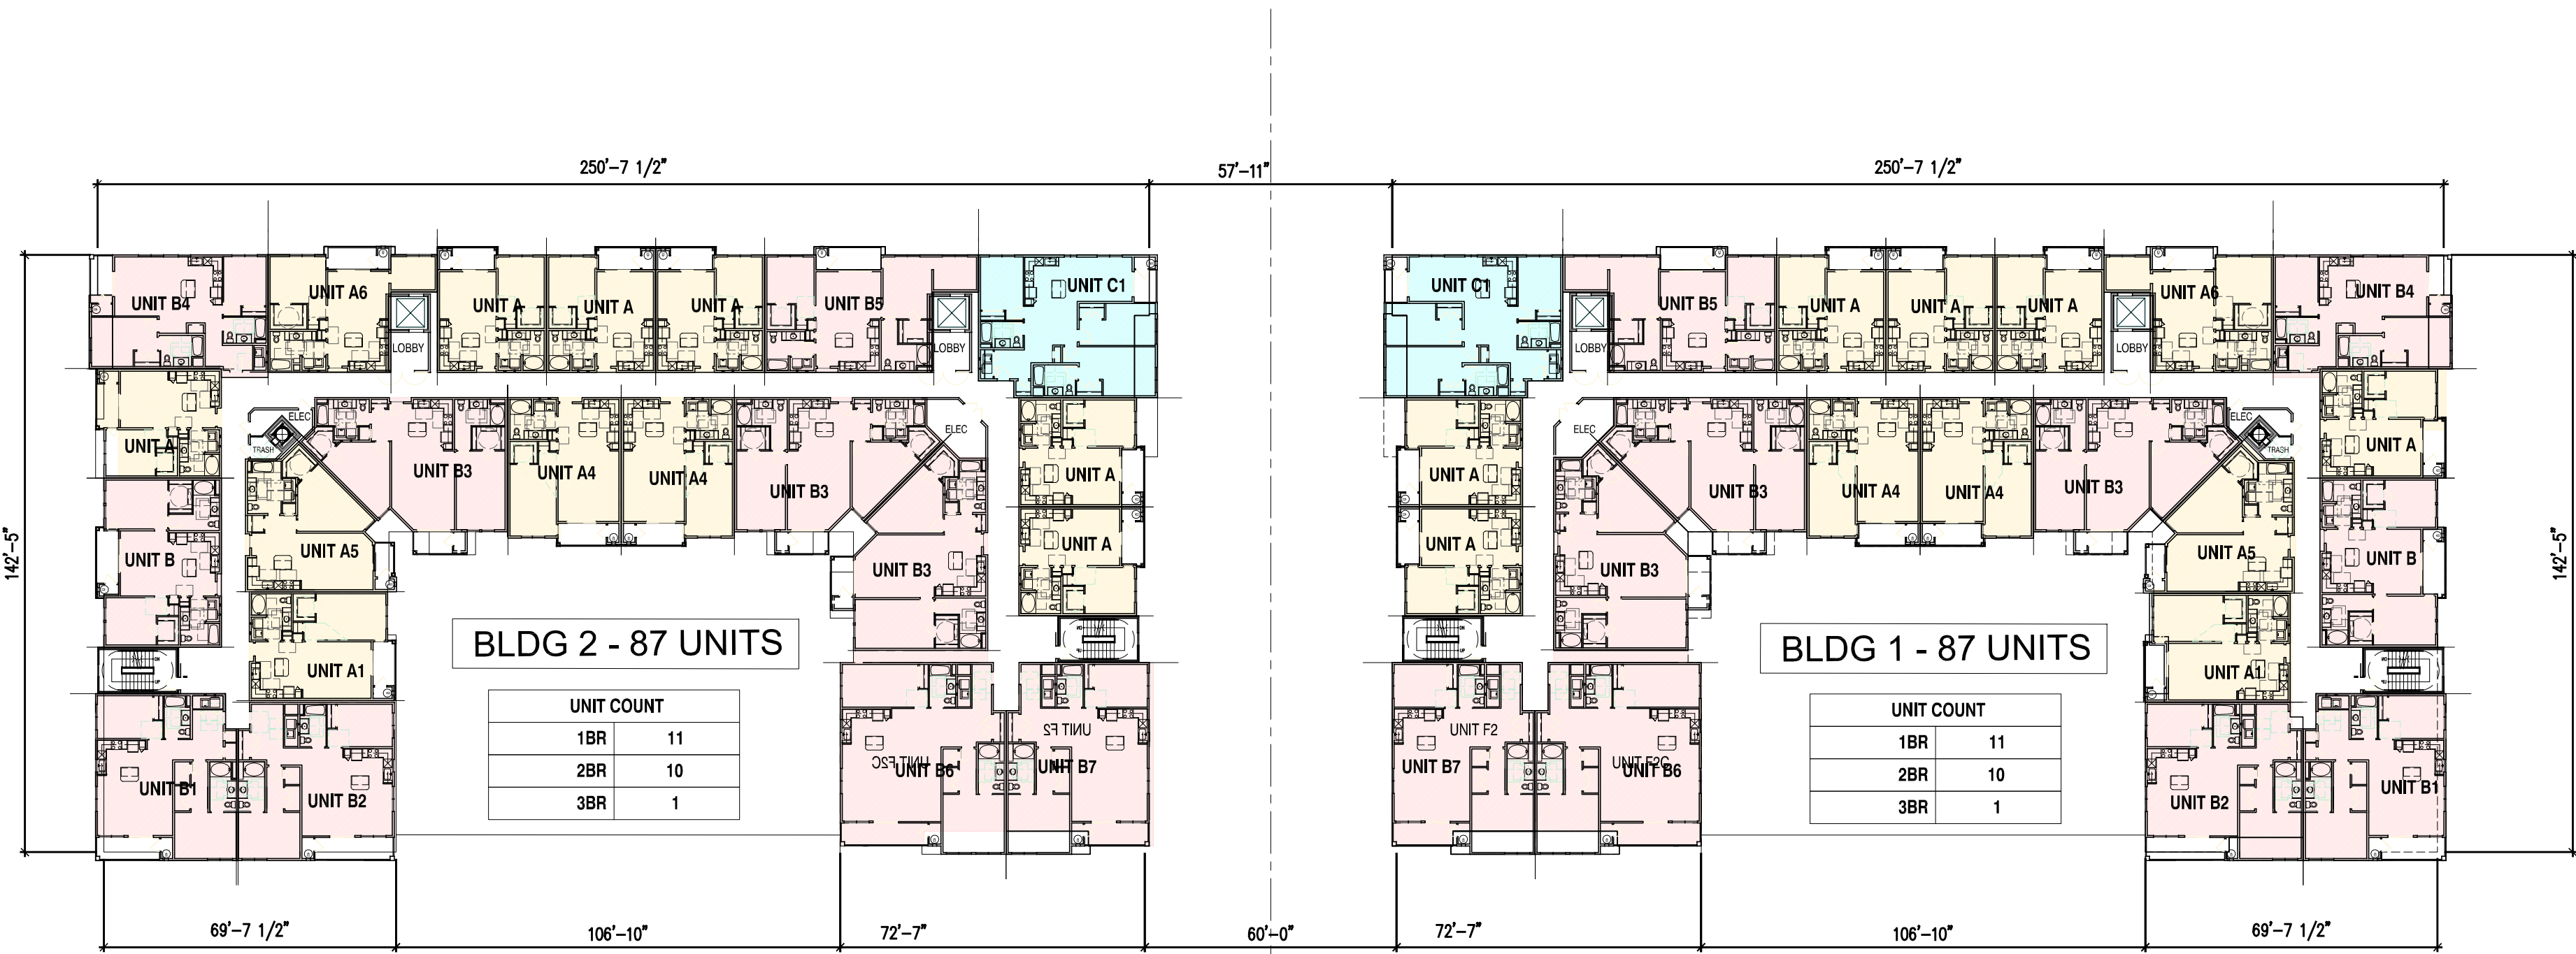 250'-7 1/2"
57'-11"
250'-7 1/2"
UNIT B4
UNIT A6
UNIT A
UNIT A
UNIT A
UNIT B5
UNIT C1
LOBBY
LOBBY
UNIT C1
UNIT B5
UNIT A
UNIT A
UNIT A
UNIT A6
UNIT B4
LOBBY
LOBBY
142'-5"
UNIT A
ELEC
TRASH
UNIT B3
UNIT A4
UNIT A4
UNIT B3
ELEC
UNIT A
UNIT B
UNIT A5
UNIT B3
UNIT A
UNIT A1
BLDG 2 - 87 UNITS
UNIT COUNT
1BR 11
2BR 10
3BR 1
UNIT B1
UNIT B2
UNIT F2C
UNIT B6
UNIT F2
UNIT B7
ELEC
UNIT A
UNIT B3
UNIT A4
UNIT A4
UNIT B3
ELEC
TRASH
UNIT A
UNIT A
UNIT B3
UNIT A5
UNIT B
142'-5"
BLDG 1 - 87 UNITS
UNIT A1
UNIT COUNT
1BR 11
2BR 10
3BR 1
UNIT F2
UNIT B7
UNIT F2C
UNIT B6
UNIT B2
UNIT B1
69'-7 1/2"
106'-10"
72'-7"
60'-0"
72'-7"
106'-10"
69'-7 1/2"